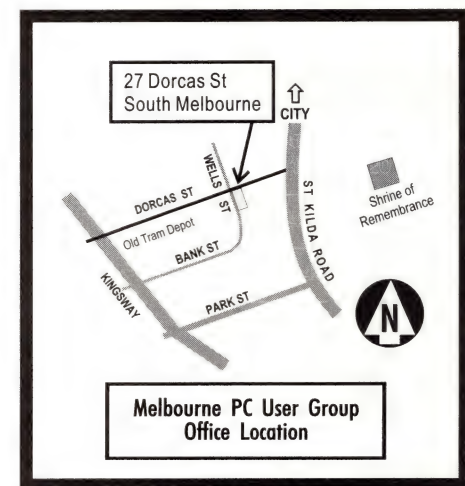 27 Dorcas St
South Melbourne
CITY
WELLS ST
DORCAS ST
ST KILDA ROAD
Shrine of
Remembrance
Old Tram Depot
BANK ST
KINGSWAY
PARK ST
N
Melbourne PC User Group
Office Location